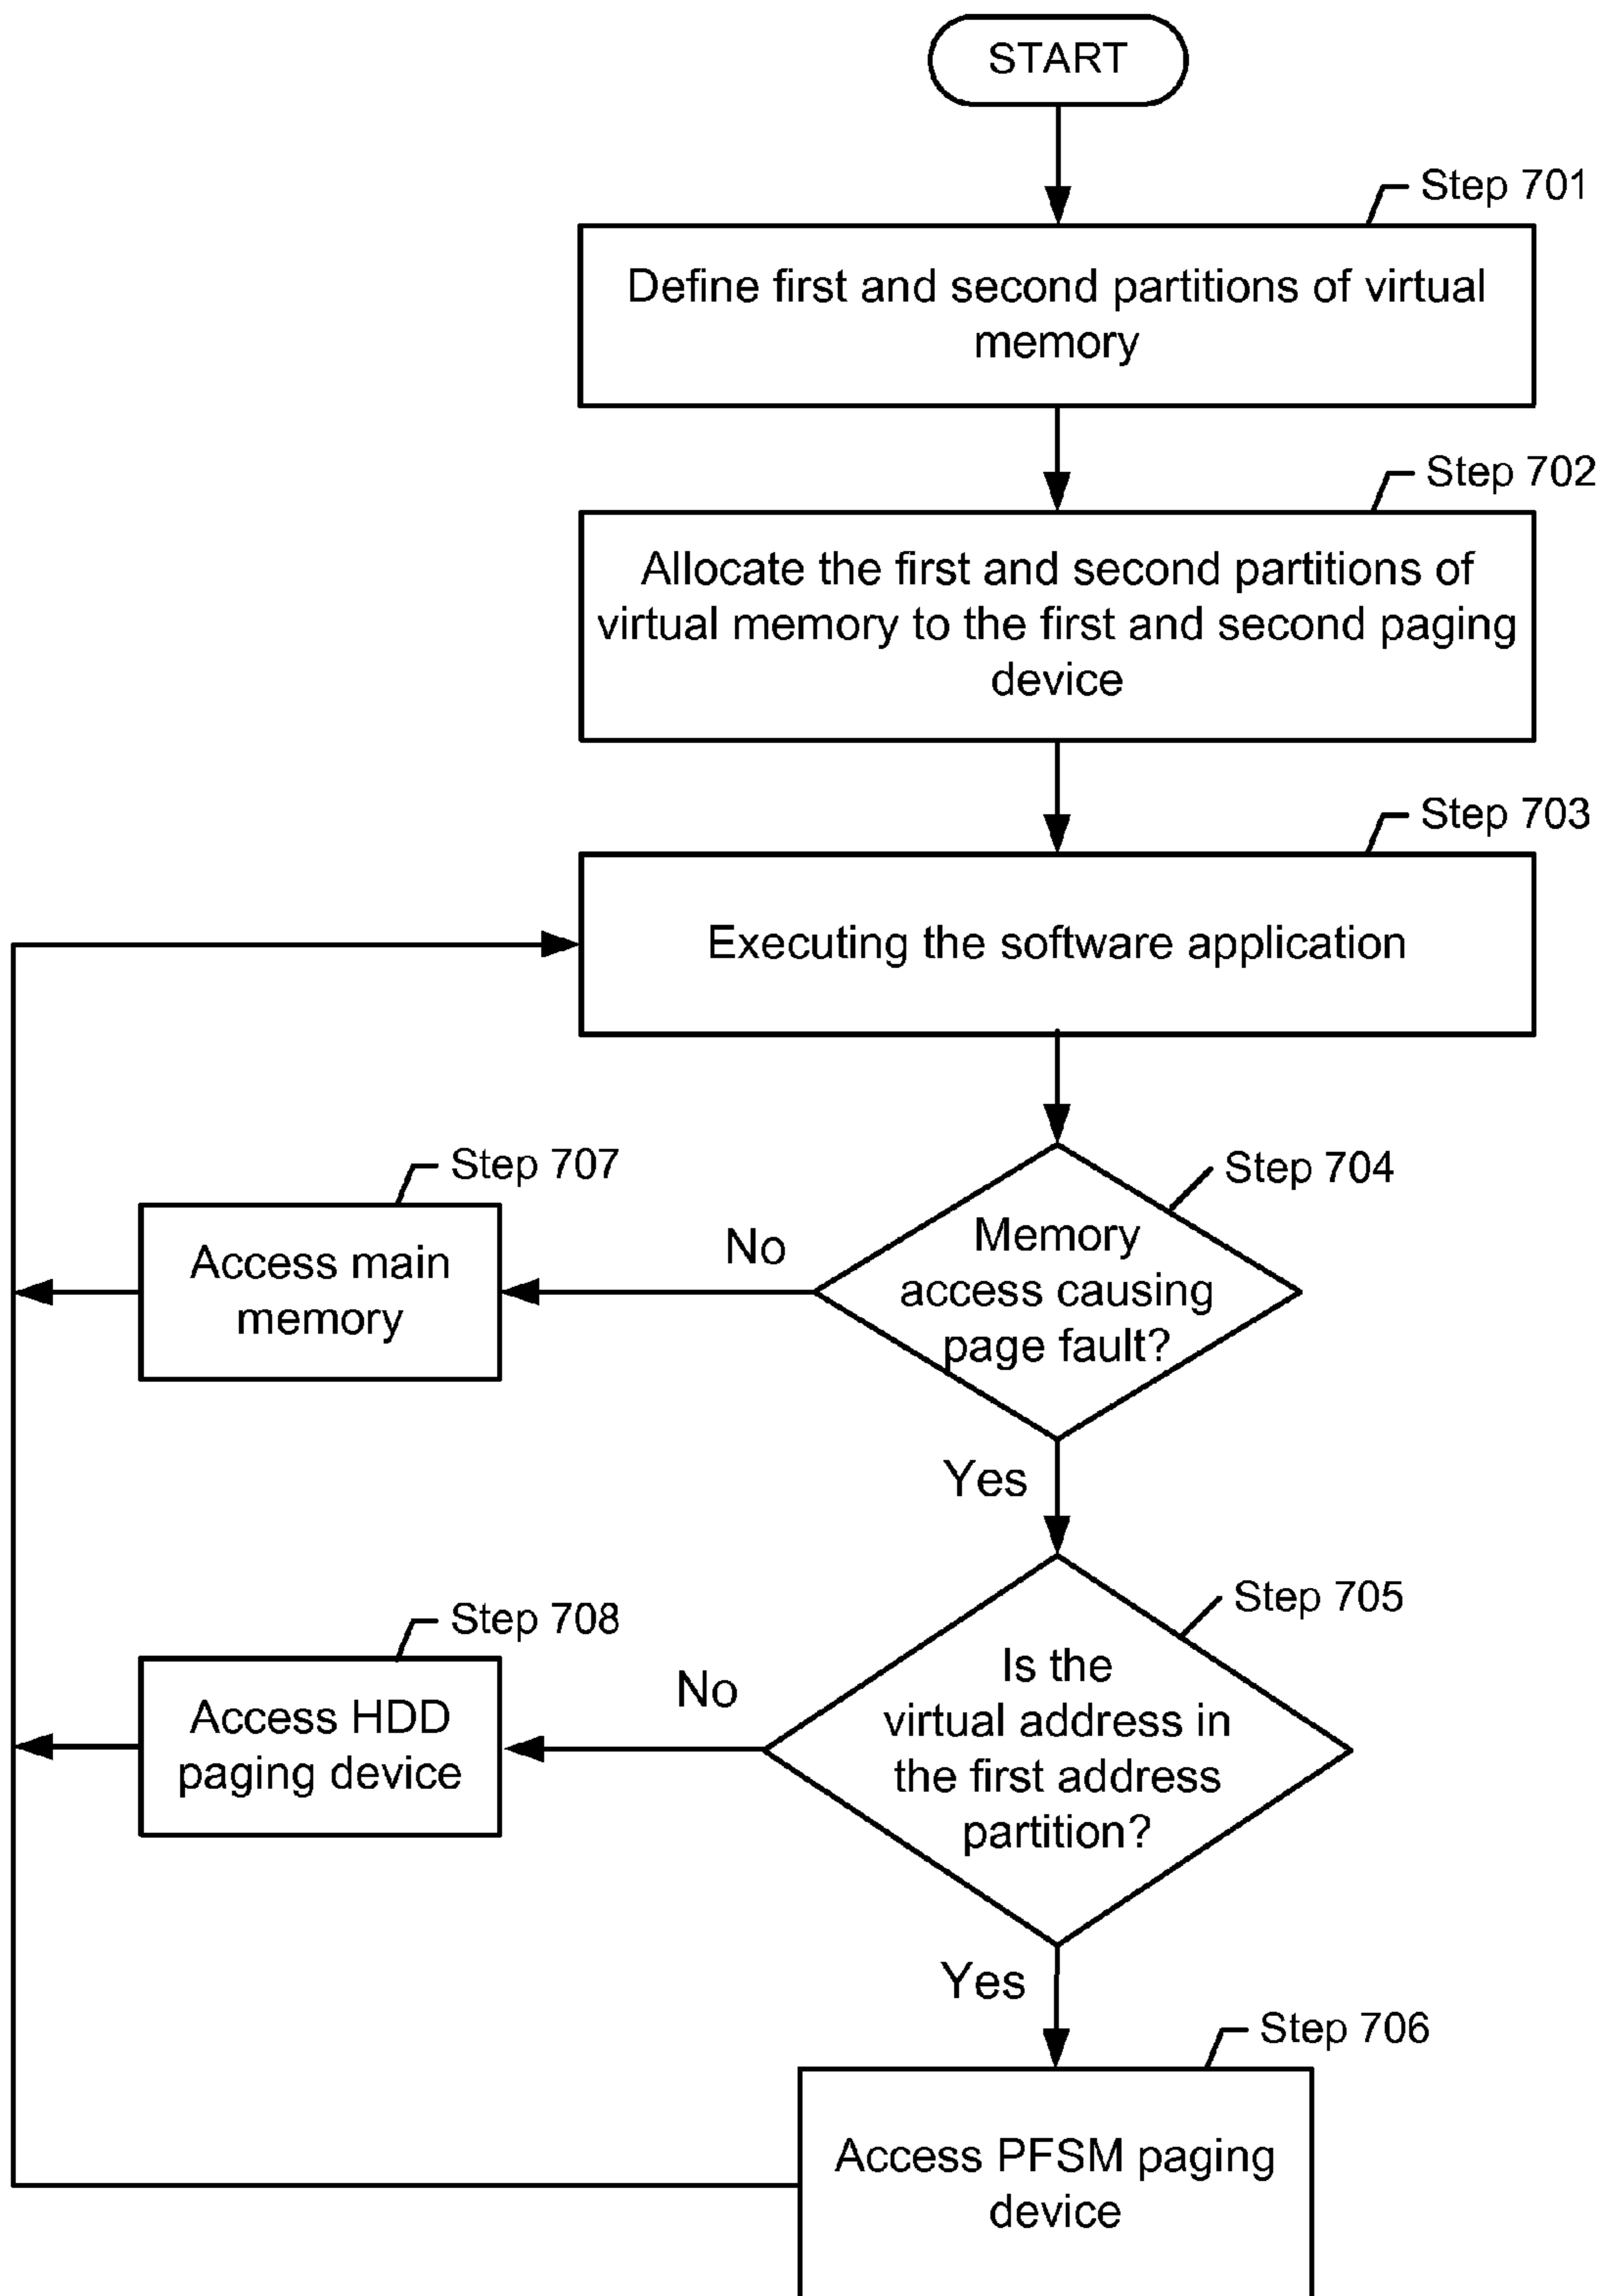 START
Step 701
Define first and second partitions of virtual
memory
Step 702
Allocate the first and second partitions of
virtual memory to the first and second paging
device
Step 703
Executing the software application
Step 704
Memory
access causing
page fault?
No
Step 707
Access main
memory
Yes
Step 705
Is the
virtual address in
the first address
partition?
No
Step 708
Access HDD
paging device
Yes
Step 706
Access PFSM paging
device